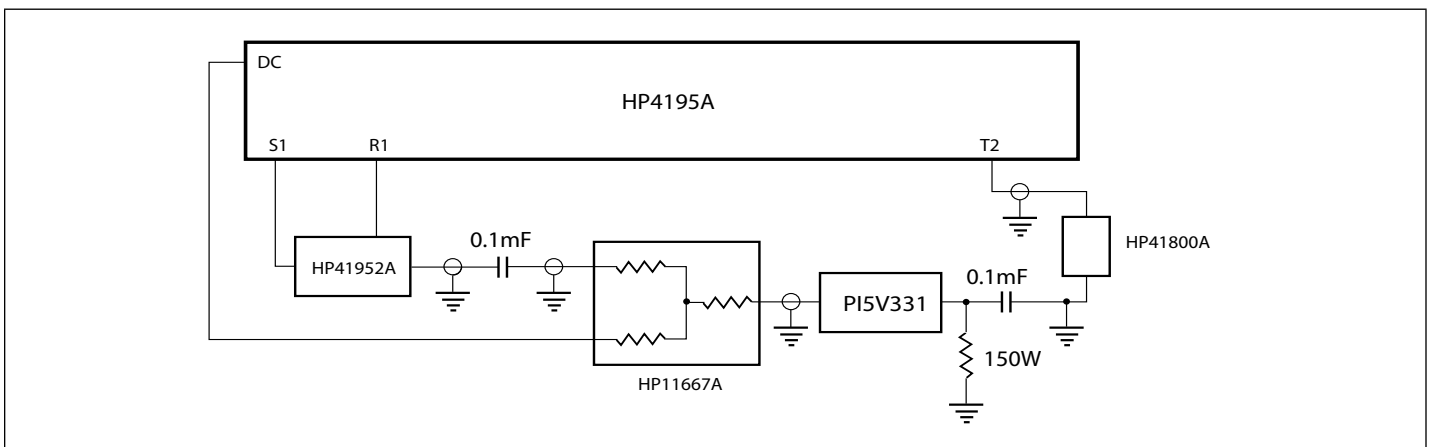 DC
HP4195A
S1
R1
T2
0.1mF
HP41952A
HP41800A
0.1mF
PI5V331
150W
HP11667A